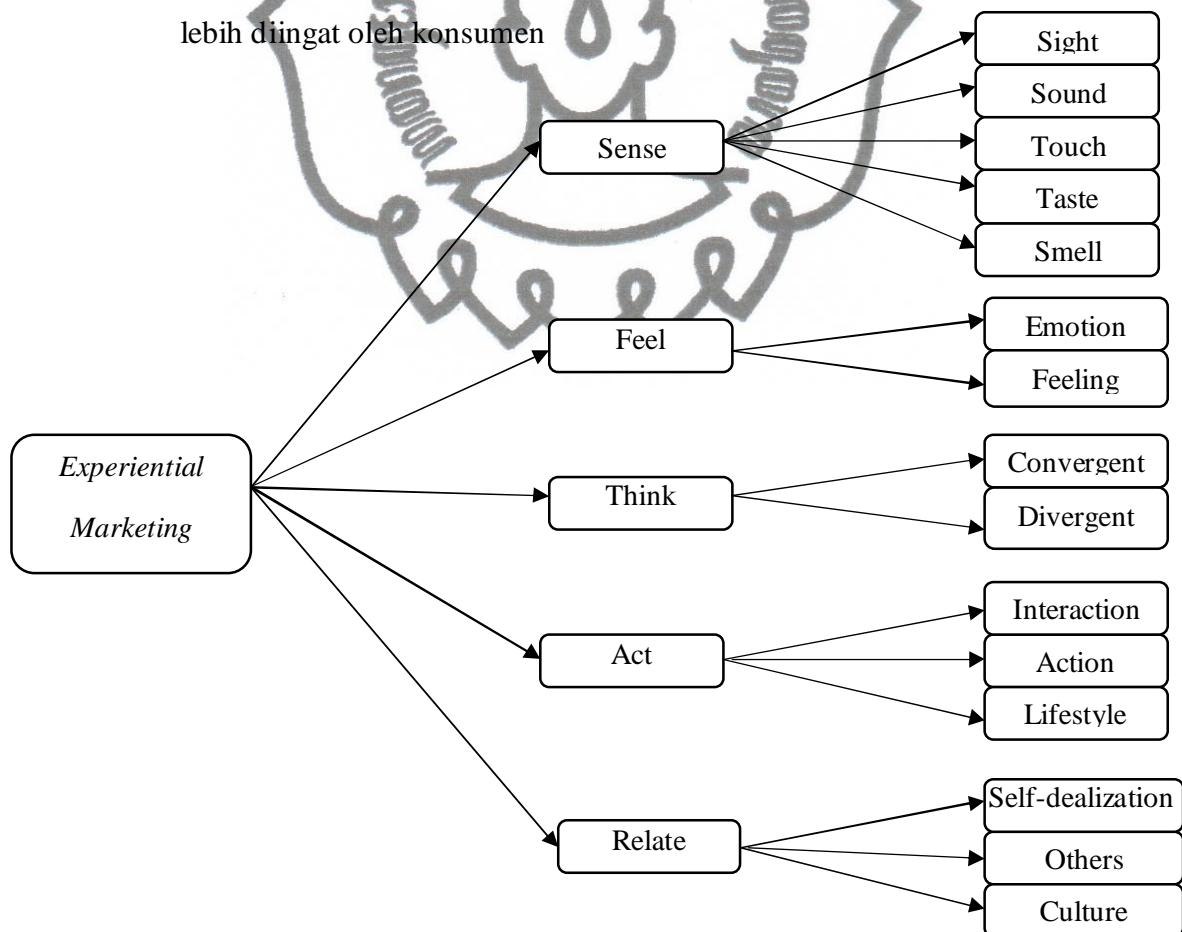 lebih diingat oleh konsumen
Sight
Sound
Touch
Taste
Smell
Sense
Emotion
Feeling
Feel
Experiential
Marketing
Convergent
Divergent
Think
Interaction
Action
Lifestyle
Act
Self-dealization
Others
Culture
Relate